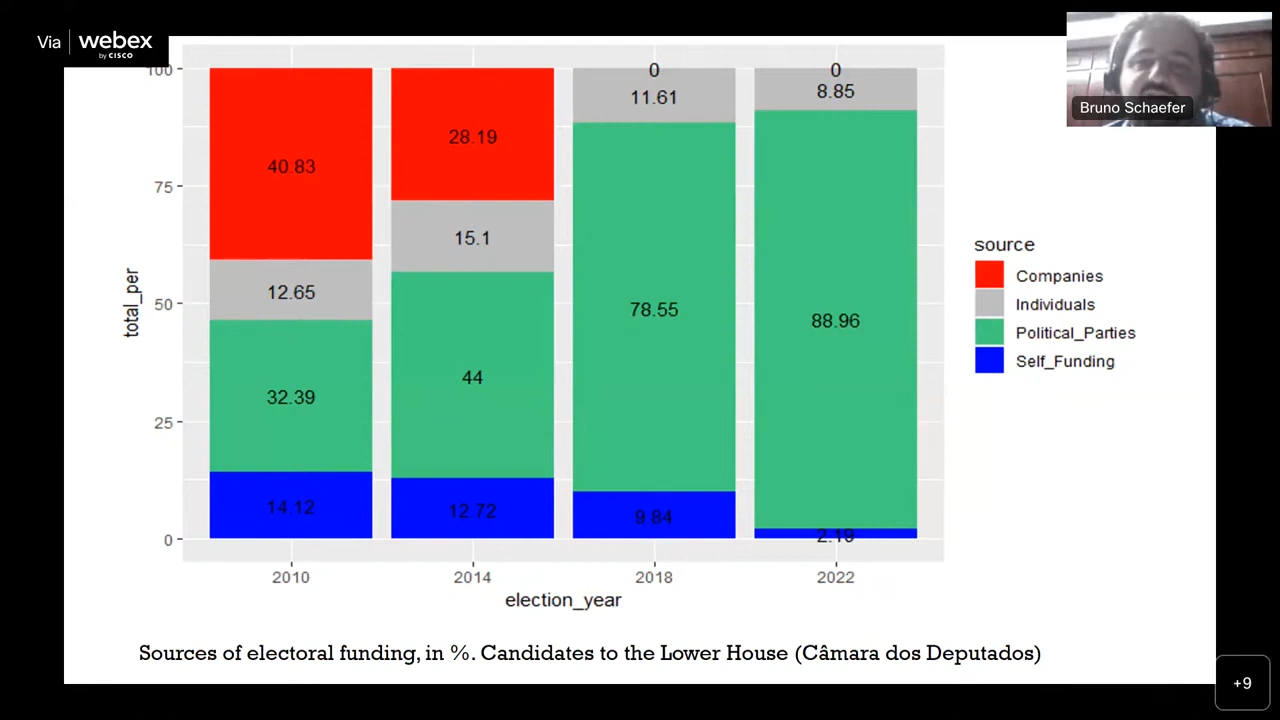 Via webex
by CISCO
Bruno Schaefer
100
75
50
25
0
total_per
40.83
12.65
32.39
14.12
28.19
15.1
44
12.72
0
11.61
78.55
9.84
0
8.85
88.96
2.19
2010 2014 2018 2022
election_year
source
Companies
Individuals
Political_Parties
Self_Funding
Sources of electoral funding, in %. Candidates to the Lower House (Câmara dos Deputados)
+9